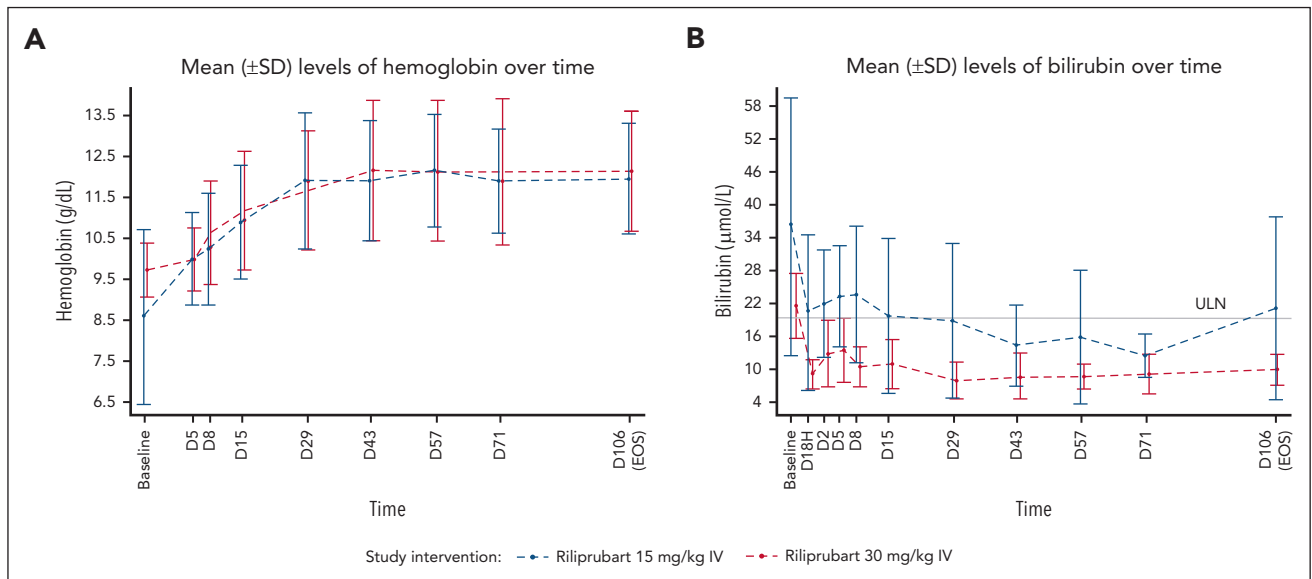 A
Mean (±SD) levels of hemoglobin over time
Hemoglobin (g/dL)
13.5
12.5
11.5
10.5
9.5
8.5
7.5
6.5
Baseline
D5
D8
D15
D29
D43
D57
D71
D106
(EOS)
Time
B
Mean (±SD) levels of bilirubin over time
Bilirubin (μmol/L)
58
52
46
40
34
28
22
16
10
4
ULN
Baseline
D18H
D2
D5
D8
D15
D29
D43
D57
D71
D106
(EOS)
Time
Study intervention: Riliprubart 15 mg/kg IV Riliprubart 30 mg/kg IV